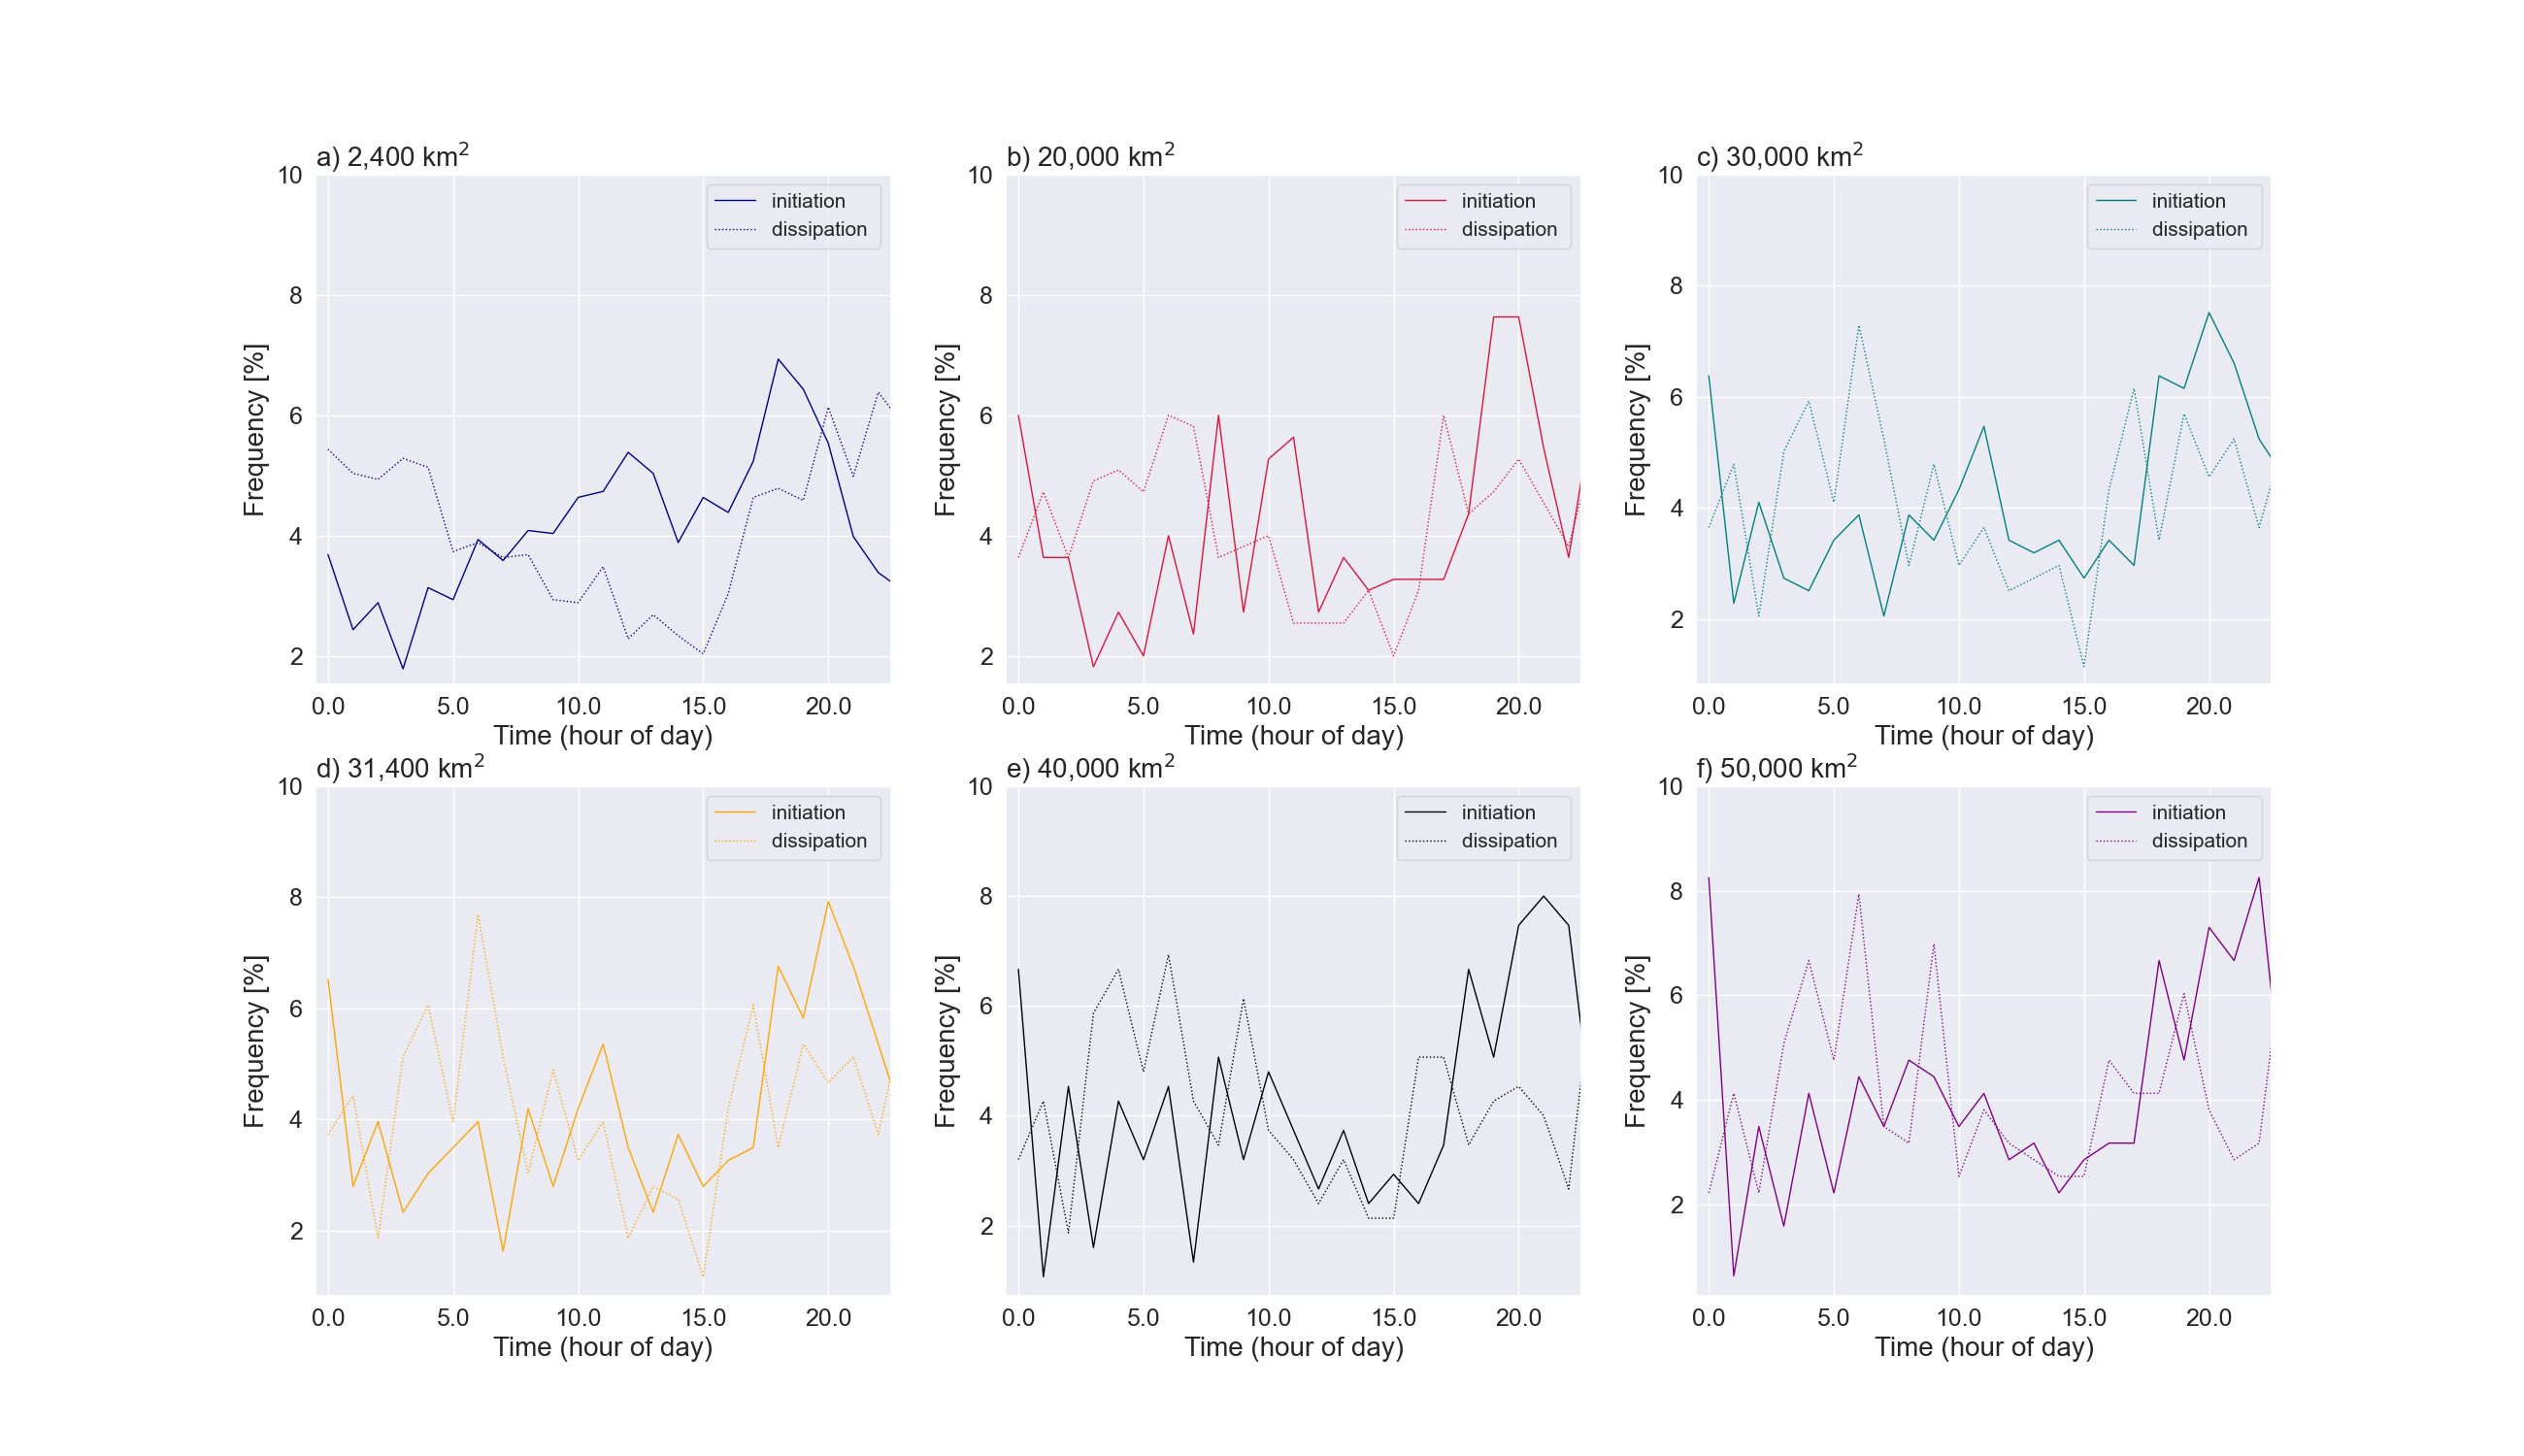 a) 2,400 km²
10
8
6
4
2
Frequency [%]
initiation
dissipation
0.0 5.0 10.0 15.0 20.0
Time (hour of day)
b) 20,000 km²
10
8
6
4
2
Frequency [%]
initiation
dissipation
0.0 5.0 10.0 15.0 20.0
Time (hour of day)
c) 30,000 km²
10
8
6
4
2
Frequency [%]
initiation
dissipation
0.0 5.0 10.0 15.0 20.0
Time (hour of day)
d) 31,400 km²
10
8
6
4
2
Frequency [%]
initiation
dissipation
0.0 5.0 10.0 15.0 20.0
Time (hour of day)
e) 40,000 km²
10
8
6
4
2
Frequency [%]
initiation
dissipation
0.0 5.0 10.0 15.0 20.0
Time (hour of day)
f) 50,000 km²
10
8
6
4
2
Frequency [%]
initiation
dissipation
0.0 5.0 10.0 15.0 20.0
Time (hour of day)